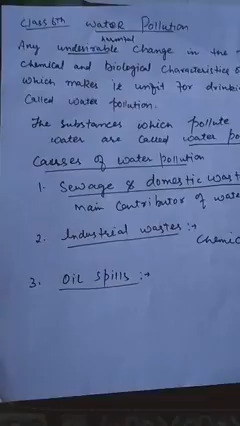 Class 6th Water Pollution
harmful
Any undesirable change in the
chemical and biological characteristics
which makes it unfit for drinki
called water pollution.
The substances which pollute
water are called water po
Causes of water pollution
1. Sewage & domestic wast
main contributor of wate
2. Industrial wastes :→
Chemic
3. Oil spills :→